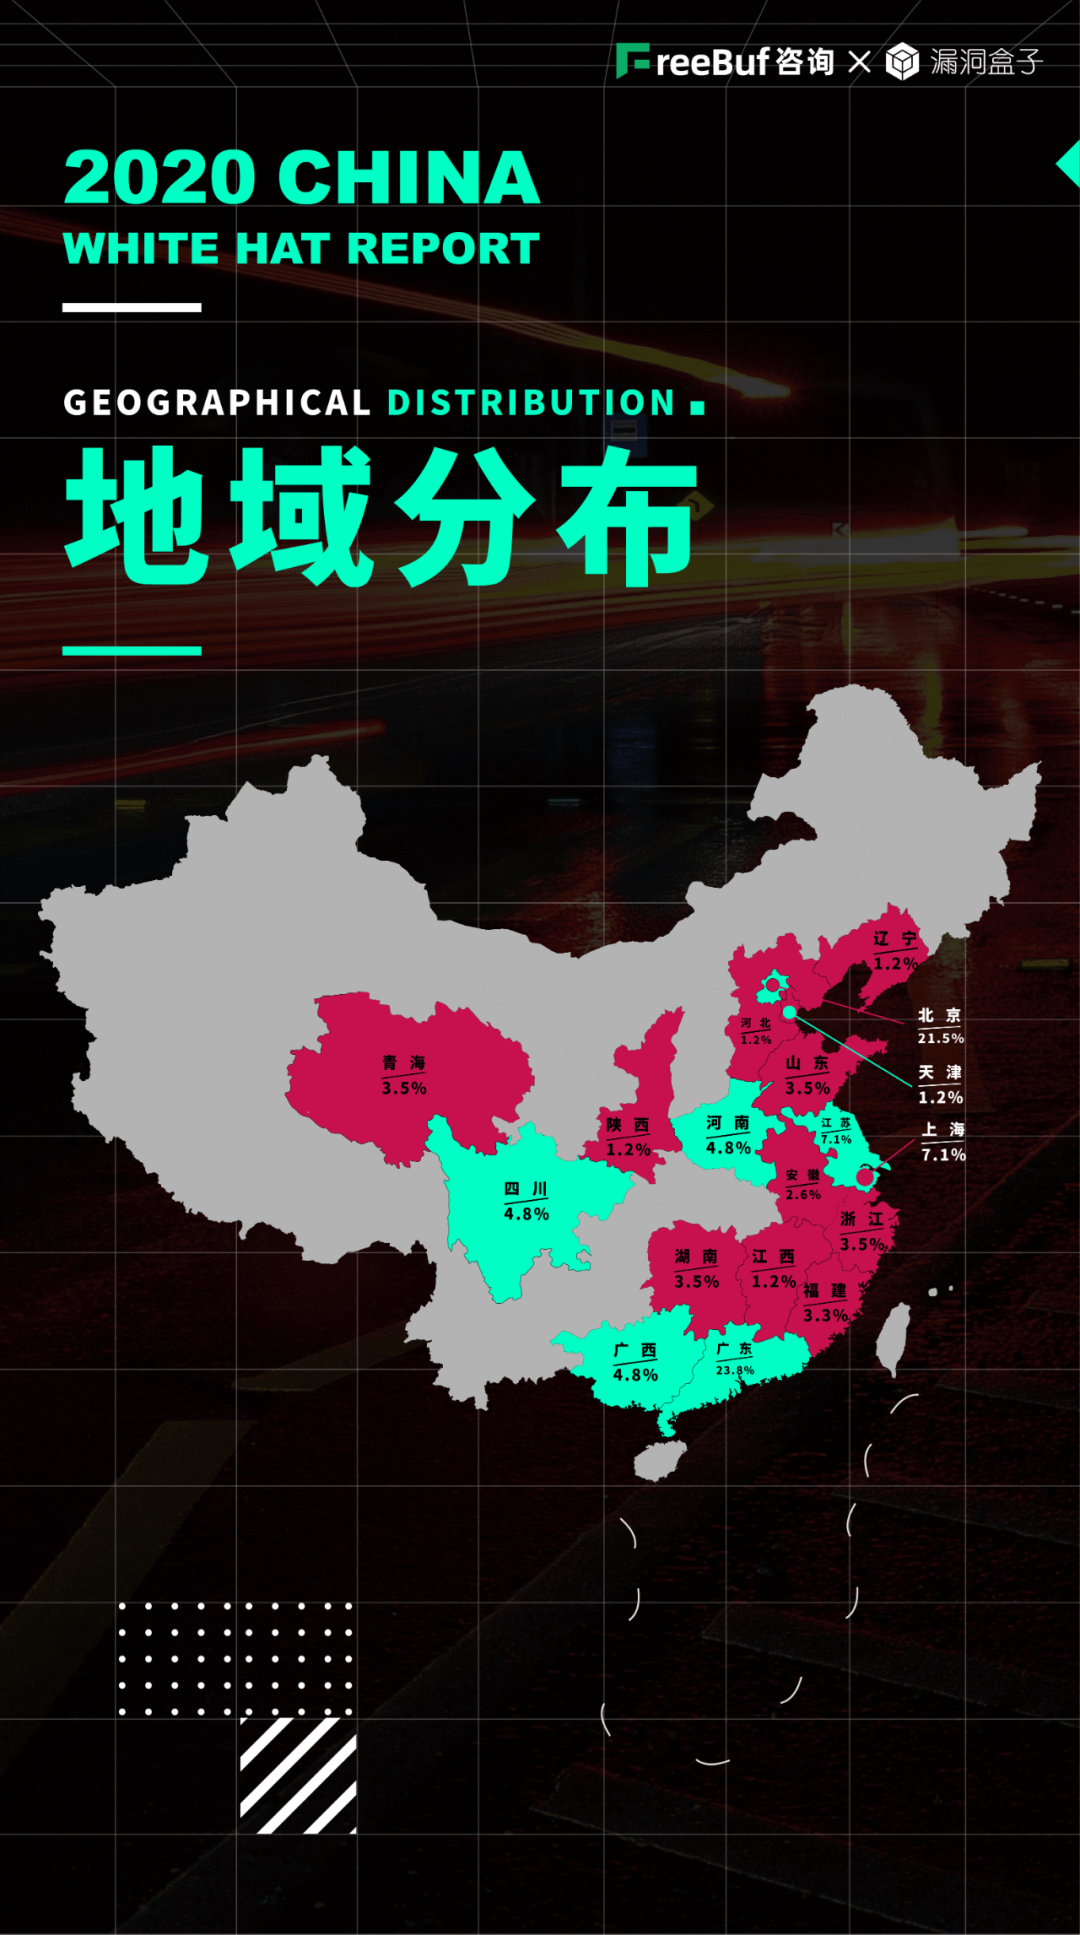 FreeBuf咨询 × 漏洞盒子
2020 CHINA
WHITE HAT REPORT
GEOGRAPHICAL DISTRIBUTION
地域分布
辽宁
1.2%
北京
21.5%
河北
1.2%
天津
1.2%
青海
3.5%
山东
3.5%
陕西
1.2%
河南
4.8%
江苏
7.1%
上海
7.1%
安徽
2.6%
四川
4.8%
浙江
3.5%
湖南
3.5%
江西
1.2%
福建
3.3%
广西
4.8%
广东
23.8%